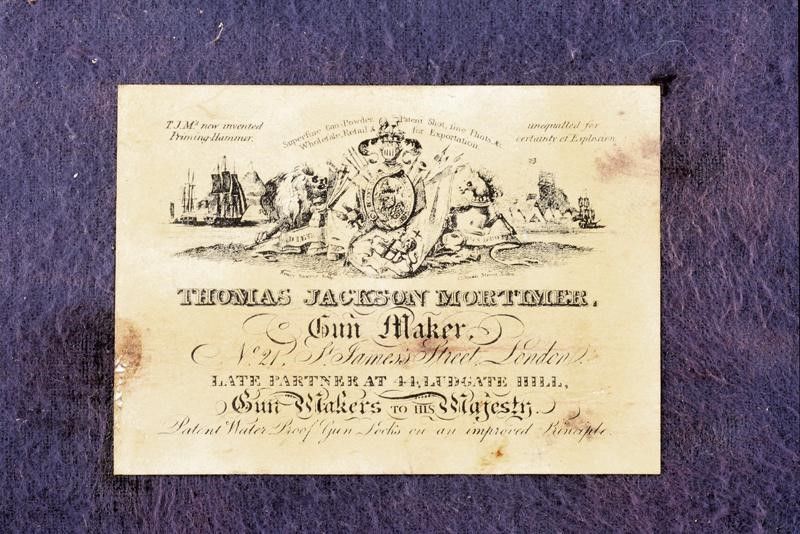 T.J.M's new invented
Priming Hammer.
Superfine Gun-Powder,
Wholesale, Retail &
Patent Shot, fine Flints, &c.
for Exportation
unequalled for
certainty of Explosion.
DIEU
THOMAS JACKSON MORTIMER,
Gun Maker,
No. 21, St. James's Street, London.
LATE PARTNER AT 44, LUDGATE HILL,
Gun Makers TO HIS Majesty.
Patent Water Proof Gun Locks on an improved Principle.